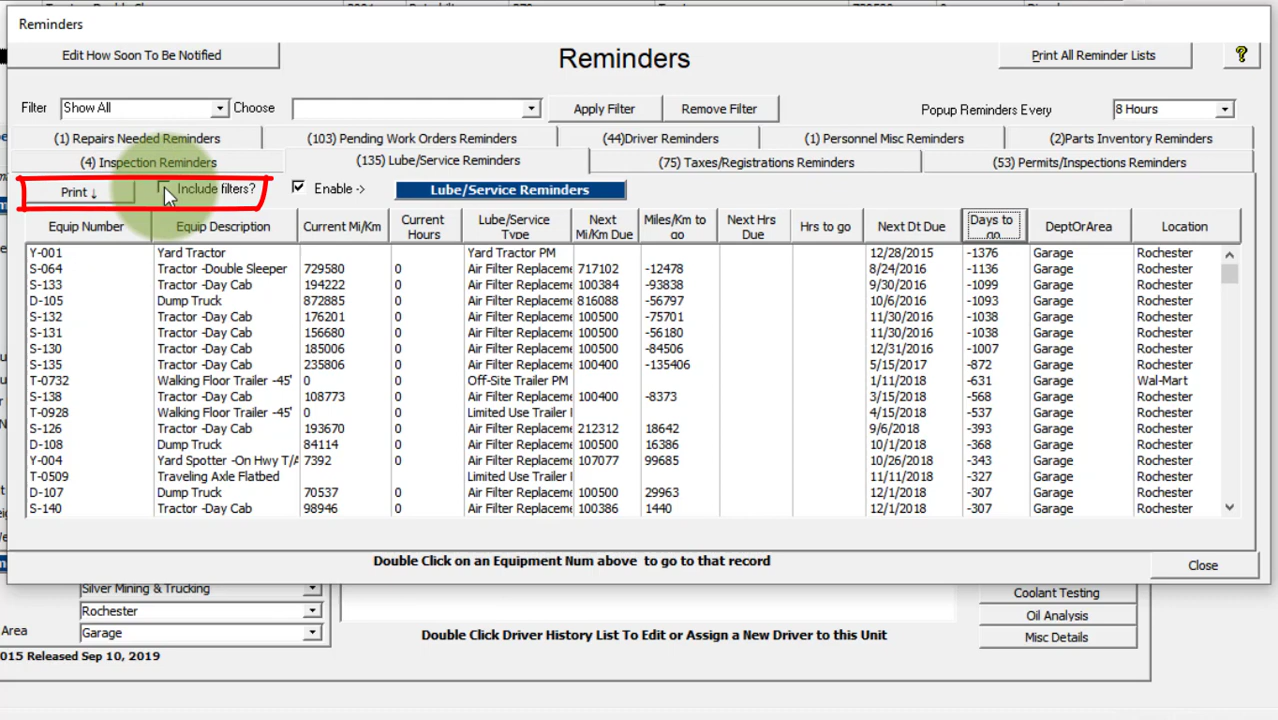 Reminders
Edit How Soon To Be Notified
Reminders
Print All Reminder Lists
?
Filter Show All Choose Apply Filter Remove Filter Popup Reminders Every 8 Hours
(1) Repairs Needed Reminders (103) Pending Work Orders Reminders (44)Driver Reminders (1) Personnel Misc Reminders (2)Parts Inventory Reminders
(4) Inspection Reminders (135) Lube/Service Reminders (75) Taxes/Registrations Reminders (53) Permits/Inspections Reminders
Print ↓ Include filters? Enable -> Lube/Service Reminders
Equip Number Equip Description Current Mi/Km Current Hours Lube/Service Type Next Mi/Km Due Miles/Km to go Next Hrs Due Hrs to go Next Dt Due Days to go DeptOrArea Location
Y-001 Yard Tractor Yard Tractor PM 12/28/2015 -1376 Garage Rochester
S-064 Tractor -Double Sleeper 729580 0 Air Filter Replaceme 717102 -12478 8/24/2016 -1136 Garage Rochester
S-133 Tractor -Day Cab 194222 0 Air Filter Replaceme 100384 -93838 9/30/2016 -1099 Garage Rochester
D-105 Dump Truck 872885 0 Air Filter Replaceme 816088 -56797 10/6/2016 -1093 Garage Rochester
S-132 Tractor -Day Cab 176201 0 Air Filter Replaceme 100500 -75701 11/30/2016 -1038 Garage Rochester
S-131 Tractor -Day Cab 156680 0 Air Filter Replaceme 100500 -56180 11/30/2016 -1038 Garage Rochester
S-130 Tractor -Day Cab 185006 0 Air Filter Replaceme 100500 -84506 12/31/2016 -1007 Garage Rochester
S-135 Tractor -Day Cab 235806 0 Air Filter Replaceme 100400 -135406 5/15/2017 -872 Garage Rochester
T-0732 Walking Floor Trailer -45' 0 Off-Site Trailer PM 1/11/2018 -631 Garage Wal-Mart
S-138 Tractor -Day Cab 108773 0 Air Filter Replaceme 100400 -8373 3/15/2018 -568 Garage Rochester
T-0928 Walking Floor Trailer -45' 0 Limited Use Trailer 4/15/2018 -537 Garage Rochester
S-126 Tractor -Day Cab 193670 0 Air Filter Replaceme 212312 18642 9/6/2018 -393 Garage Rochester
D-108 Dump Truck 84114 0 Air Filter Replaceme 100500 16386 10/1/2018 -368 Garage Rochester
Y-004 Yard Spotter -On Hwy T/A 7392 0 Air Filter Replaceme 107077 99685 10/26/2018 -343 Garage Rochester
T-0509 Traveling Axle Flatbed Limited Use Trailer 11/11/2018 -327 Garage Rochester
D-107 Dump Truck 70537 0 Air Filter Replaceme 100500 29963 12/1/2018 -307 Garage Rochester
S-140 Tractor -Day Cab 98946 0 Air Filter Replaceme 100386 1440 12/1/2018 -307 Garage Rochester
Double Click on an Equipment Num above to go to that record
Close
Silver Mining & Trucking
Coolant Testing
Rochester
Oil Analysis
Area Garage
Double Click Driver History List To Edit or Assign a New Driver to this Unit
Misc Details
015 Released Sep 10, 2019